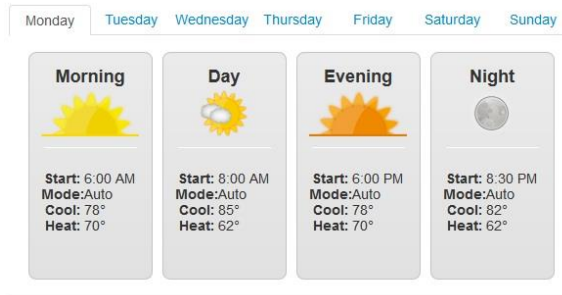 Monday Tuesday Wednesday Thursday Friday Saturday Sunday
Morning
Start: 6:00 AM
Mode:Auto
Cool: 78°
Heat: 70°
Day
Start: 8:00 AM
Mode:Auto
Cool: 85°
Heat: 62°
Evening
Start: 6:00 PM
Mode:Auto
Cool: 78°
Heat: 70°
Night
Start: 8:30 PM
Mode:Auto
Cool: 82°
Heat: 62°